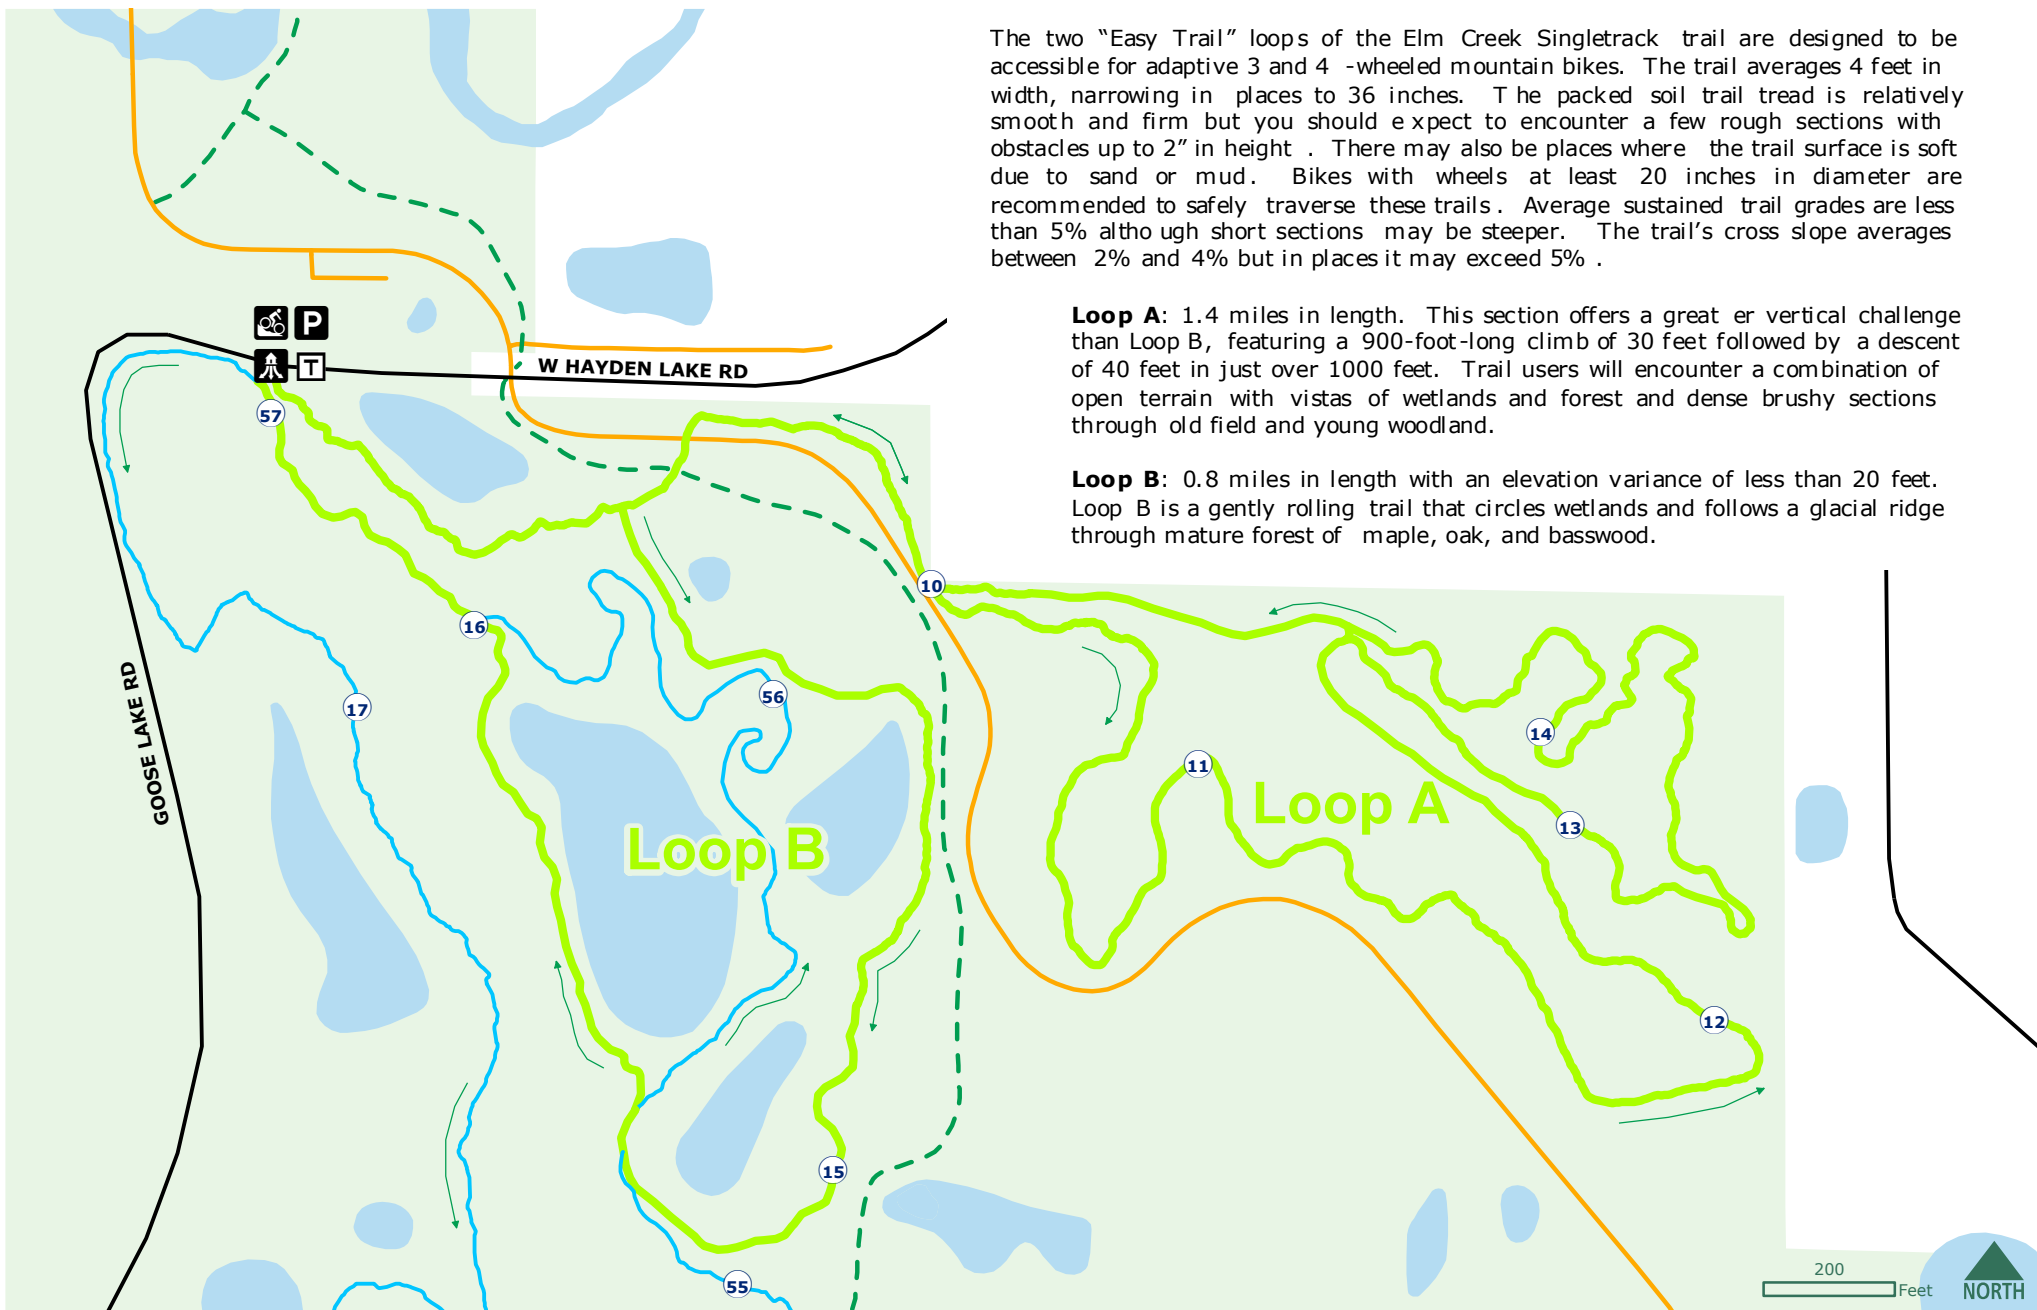 The two “Easy Trail” loops of the Elm Creek Singletrack trail are designed to be
accessible for adaptive 3 and 4 -wheeled mountain bikes. The trail averages 4 feet in
width, narrowing in places to 36 inches. The packed soil trail tread is relatively
smooth and firm but you should expect to encounter a few rough sections with
obstacles up to 2” in height . There may also be places where the trail surface is soft
due to sand or mud. Bikes with wheels at least 20 inches in diameter are
recommended to safely traverse these trails. Average sustained trail grades are less
than 5% although short sections may be steeper. The trail’s cross slope averages
between 2% and 4% but in places it may exceed 5% .
Loop A: 1.4 miles in length. This section offers a greater vertical challenge
than Loop B, featuring a 900-foot-long climb of 30 feet followed by a descent
of 40 feet in just over 1000 feet. Trail users will encounter a combination of
open terrain with vistas of wetlands and forest and dense brushy sections
through old field and young woodland.
Loop B: 0.8 miles in length with an elevation variance of less than 20 feet.
Loop B is a gently rolling trail that circles wetlands and follows a glacial ridge
through mature forest of maple, oak, and basswood.
P
T
W HAYDEN LAKE RD
57
10
16
56
17
GOOSE LAKE RD
14
11
Loop A
13
Loop B
12
15
55
200
Feet
NORTH